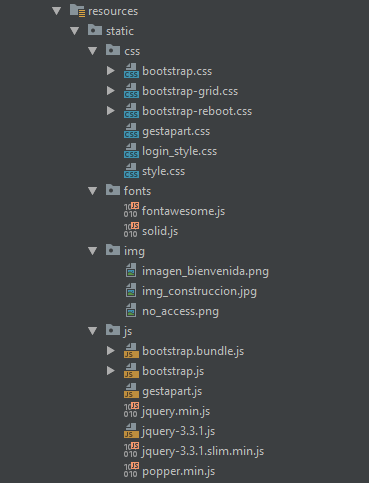 resources
static
css
bootstrap.css
bootstrap-grid.css
bootstrap-reboot.css
gestapart.css
login_style.css
style.css
fonts
fontawesome.js
solid.js
img
imagen_bienvenida.png
img_construccion.jpg
no_access.png
js
bootstrap.bundle.js
bootstrap.js
gestapart.js
jquery.min.js
jquery-3.3.1.js
jquery-3.3.1.slim.min.js
popper.min.js